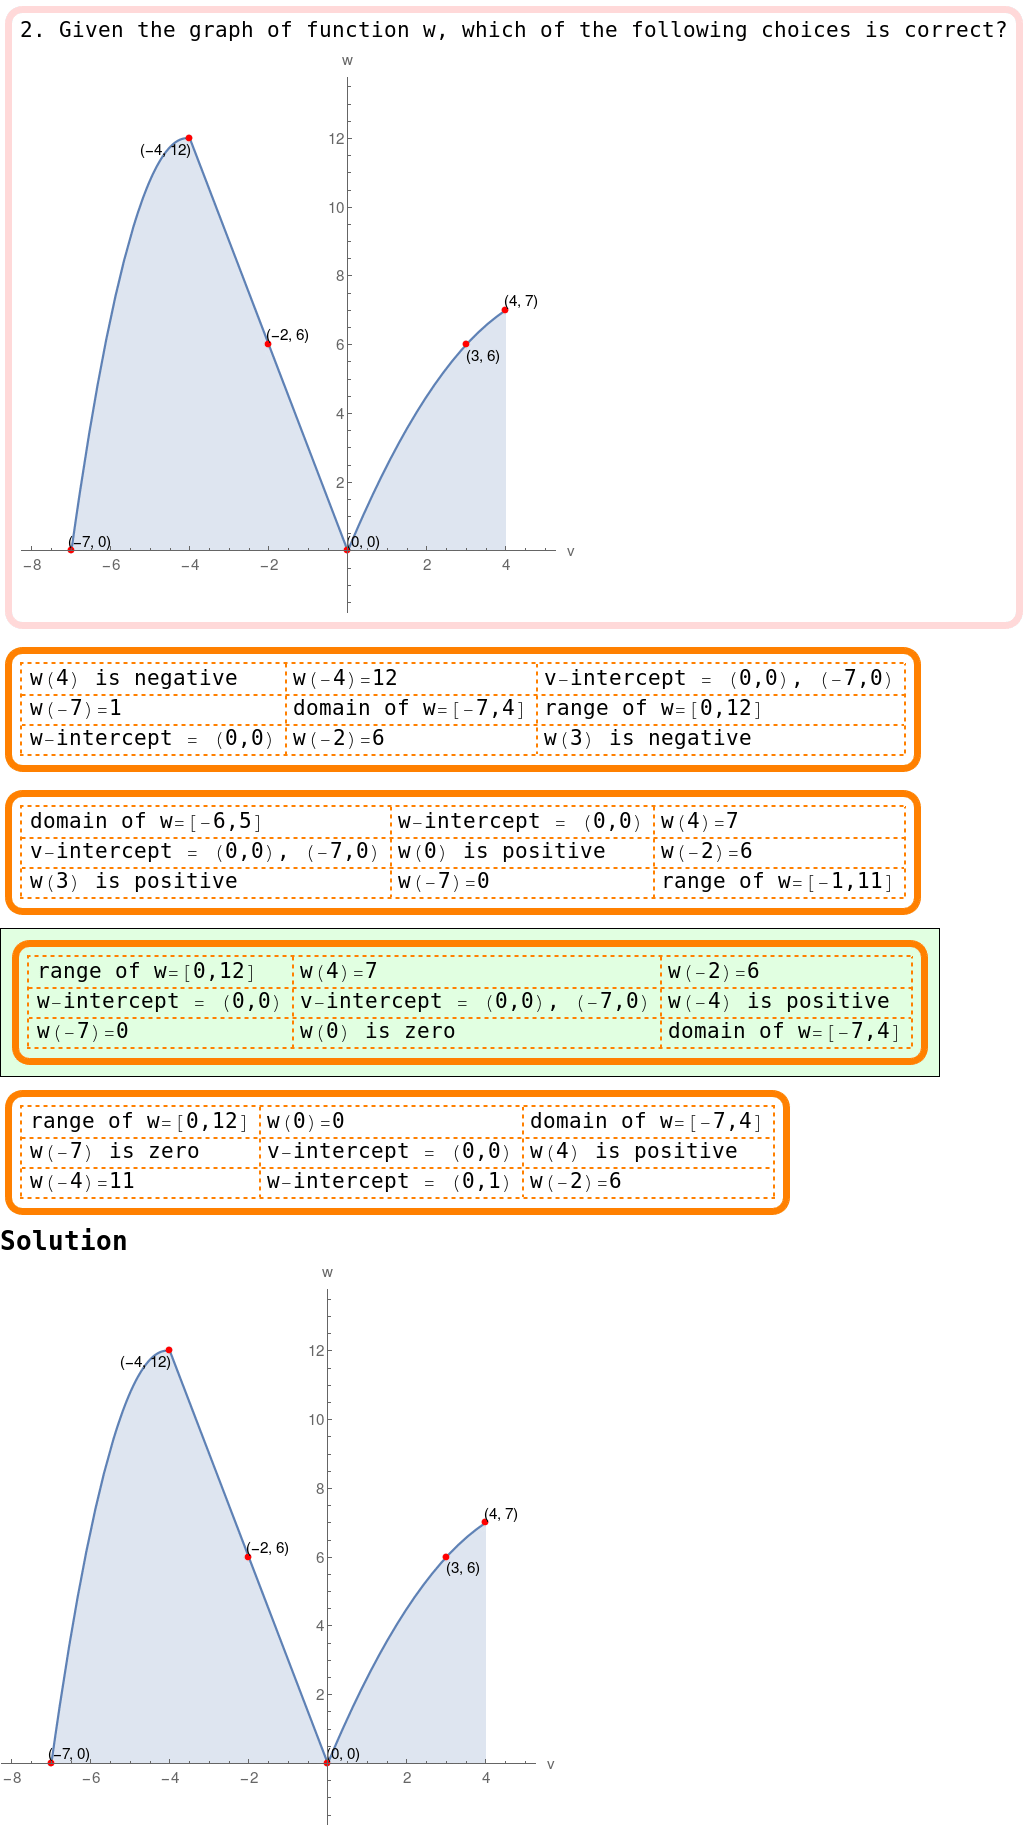 2. Given the graph of function w, which of the following choices is correct?
w
(−4, 12)
12
10
8
(4, 7)
(−2, 6)
6
(3, 6)
4
2
(−7, 0)
(0, 0)
v
−8 −6 −4 −2 2 4
w(4) is negative w(-4)=12 v-intercept = (0,0), (-7,0)
w(-7)=1 domain of w=[-7,4] range of w=[0,12]
w-intercept = (0,0) w(-2)=6 w(3) is negative
domain of w=[-6,5] w-intercept = (0,0) w(4)=7
v-intercept = (0,0), (-7,0) w(0) is positive w(-2)=6
w(3) is positive w(-7)=0 range of w=[-1,11]
range of w=[0,12] w(4)=7 w(-2)=6
w-intercept = (0,0) v-intercept = (0,0), (-7,0) w(-4) is positive
w(-7)=0 w(0) is zero domain of w=[-7,4]
range of w=[0,12] w(0)=0 domain of w=[-7,4]
w(-7) is zero v-intercept = (0,0) w(4) is positive
w(-4)=11 w-intercept = (0,1) w(-2)=6
Solution
w
12
(−4, 12)
10
8
(4, 7)
(−2, 6)
6
(3, 6)
4
2
(−7, 0)
(0, 0)
v
−8 −6 −4 −2 2 4